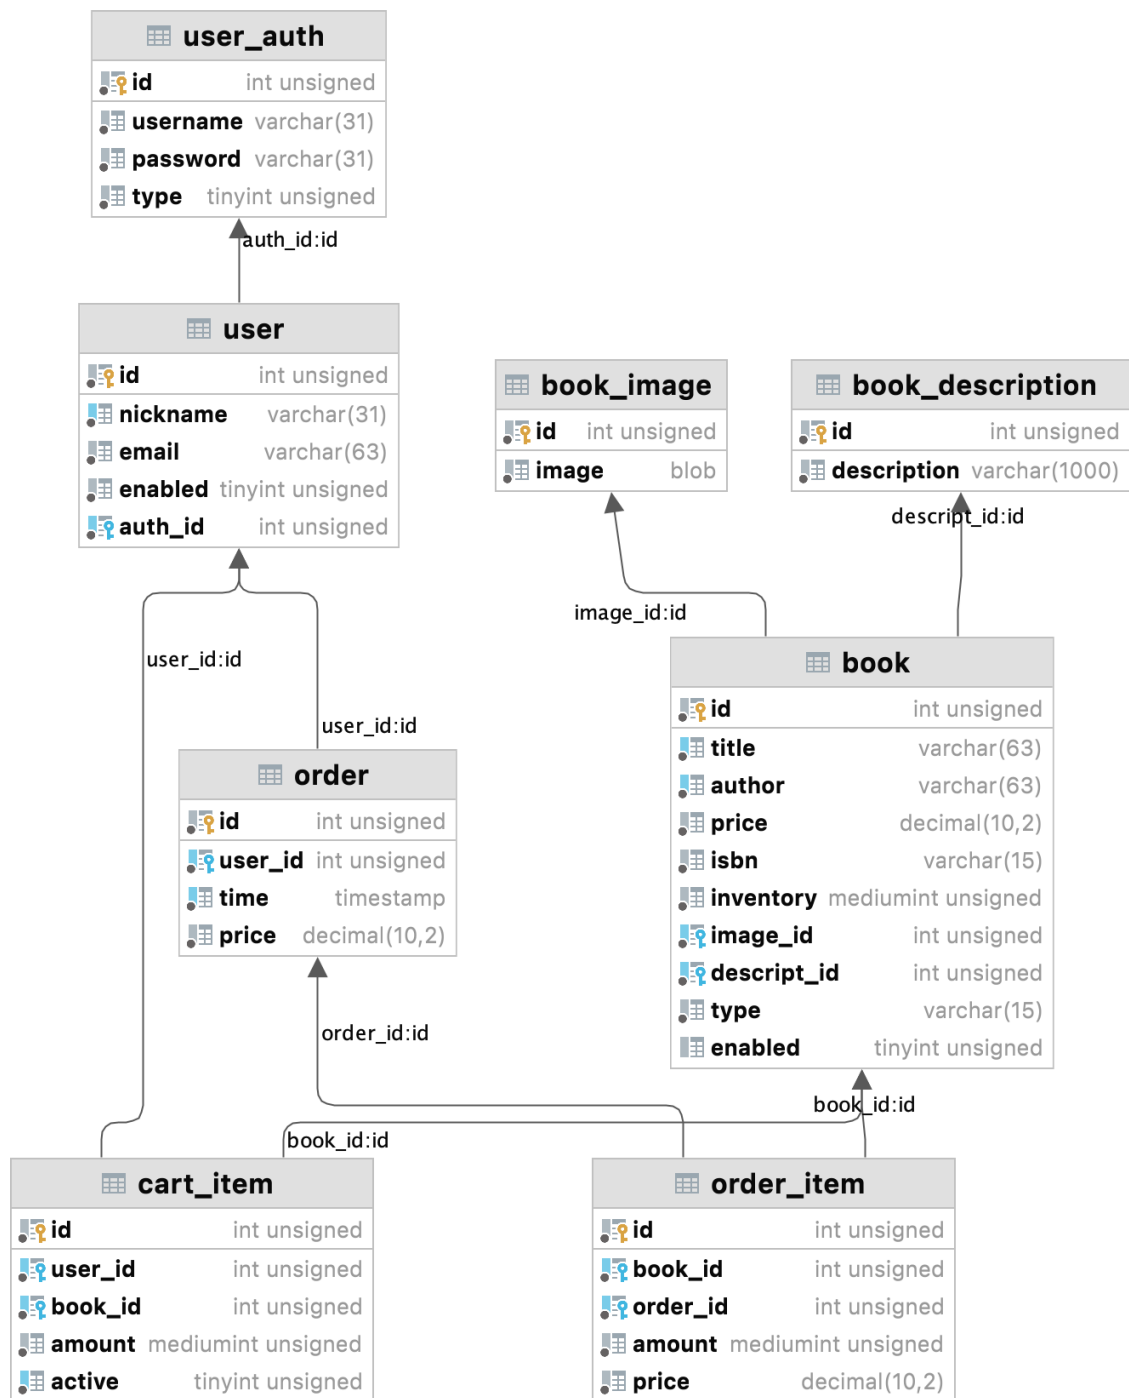 user_auth
id int unsigned
username varchar(31)
password varchar(31)
type tinyint unsigned
auth_id:id
user
id int unsigned
nickname varchar(31)
email varchar(63)
enabled tinyint unsigned
auth_id int unsigned
book_image
id int unsigned
image blob
book_description
id int unsigned
description varchar(1000)
descript_id:id
image_id:id
user_id:id
user_id:id
book
id int unsigned
title varchar(63)
author varchar(63)
price decimal(10,2)
isbn varchar(15)
inventory mediumint unsigned
image_id int unsigned
descript_id int unsigned
type varchar(15)
enabled tinyint unsigned
order
id int unsigned
user_id int unsigned
time timestamp
price decimal(10,2)
order_id:id
book_id:id
book_id:id
cart_item
id int unsigned
user_id int unsigned
book_id int unsigned
amount mediumint unsigned
active tinyint unsigned
order_item
id int unsigned
book_id int unsigned
order_id int unsigned
amount mediumint unsigned
price decimal(10,2)